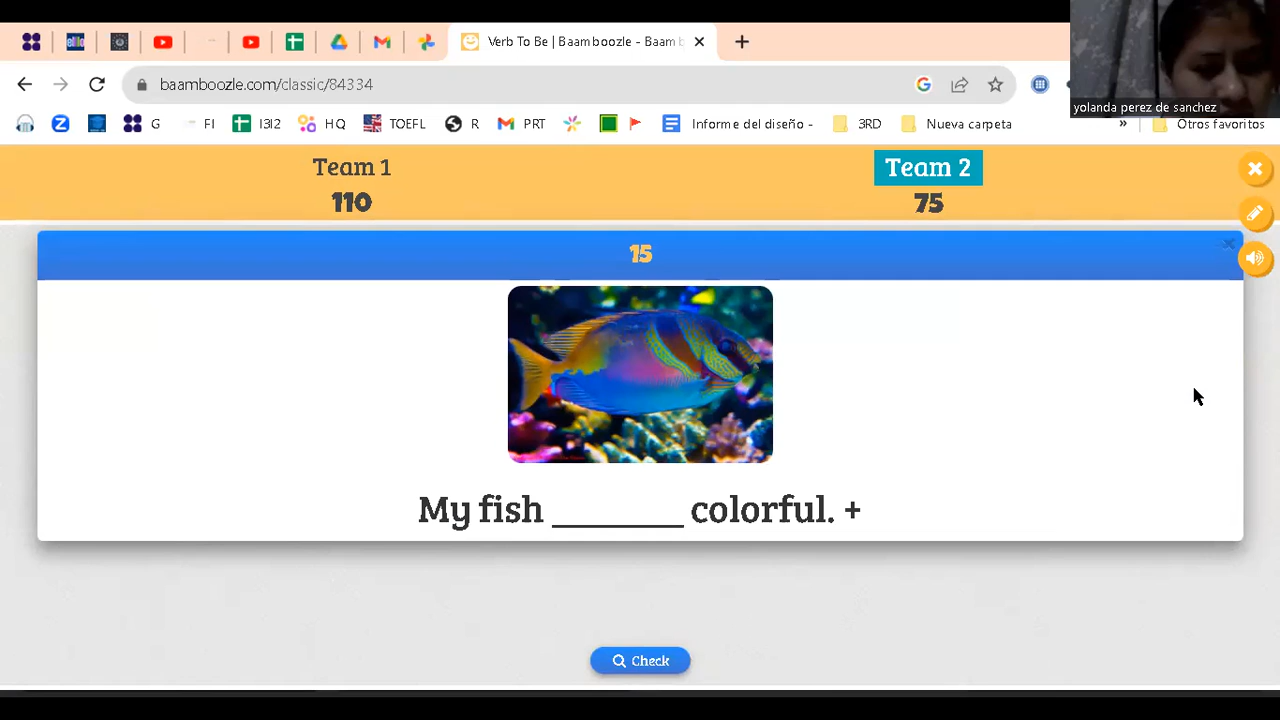 Verb To Be | Baamboozle - Baamb
yolanda perez de sanchez
baamboozle.com/classic/84334
G
FI
I3I2
HQ
TOEFL
R
PRT
Informe del diseño -
3RD
Nueva carpeta
»
Otros favoritos
Team 1
110
Team 2
75
15
My fish _______ colorful. +
Check